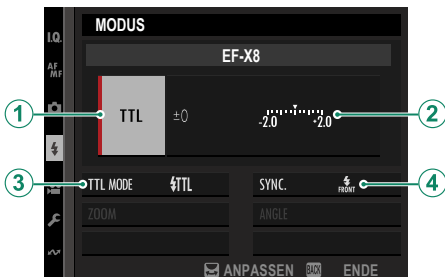 MODUS
I.Q.
EF-X8
AF
MF
1
TTL
±0
-2.0
+2.0
2
3
TTL MODE
TTL
SYNC.
FRONT
4
ZOOM
ANGLE
ANPASSEN
BACK
ENDE